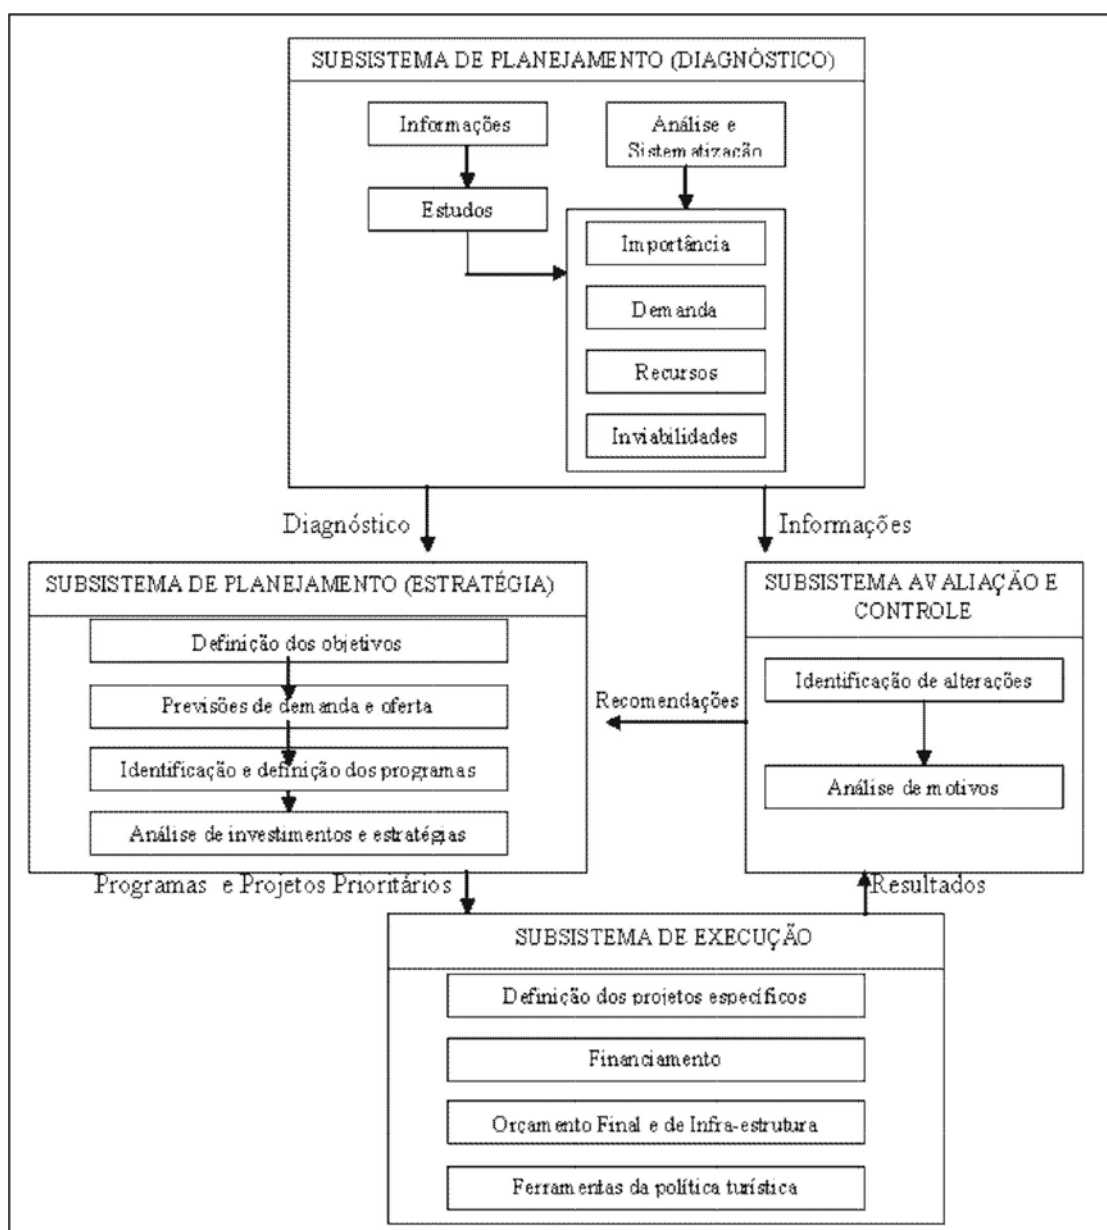 SUBSISTEMA DE PLANEJAMENTO (DIAGNÓSTICO)
Informações
Análise e
Sistematização
Estudos
Importância
Demanda
Recursos
Inviabilidades
Diagnóstico
Informações
SUBSISTEMA DE PLANEJAMENTO (ESTRATÉGIA)
Definição dos objetivos
Previsões de demanda e oferta
Identificação e definição dos programas
Análise de investimentos e estratégias
Recomendações
SUBSISTEMA AVALIAÇÃO E
CONTROLE
Identificação de alterações
Análise de motivos
Programas e Projetos Prioritários
Resultados
SUBSISTEMA DE EXECUÇÃO
Definição dos projetos específicos
Financiamento
Orçamento Final e de Infra-estrutura
Ferramentas da política turística